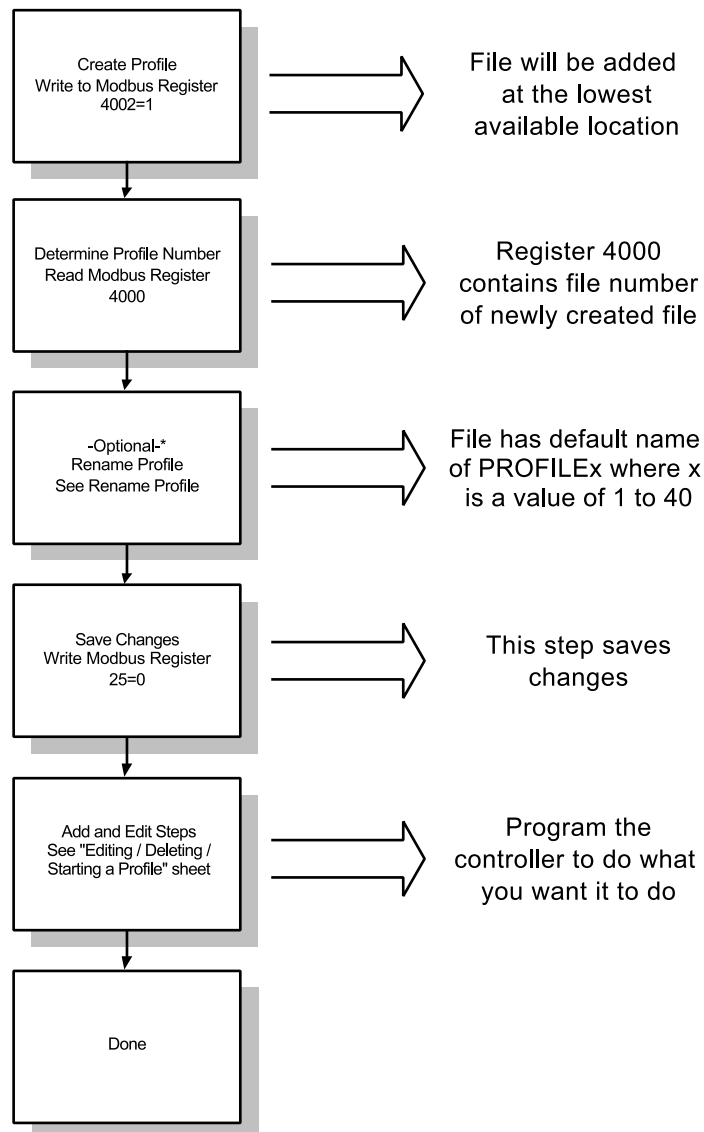 Create Profile
Write to Modbus Register
4002=1
File will be added
at the lowest
available location
Determine Profile Number
Read Modbus Register
4000
Register 4000
contains file number
of newly created file
-Optional-*
Rename Profile
See Rename Profile
File has default name
of PROFILEx where x
is a value of 1 to 40
Save Changes
Write Modbus Register
25=0
This step saves
changes
Add and Edit Steps
See "Editing / Deleting /
Starting a Profile" sheet
Program the
controller to do what
you want it to do
Done